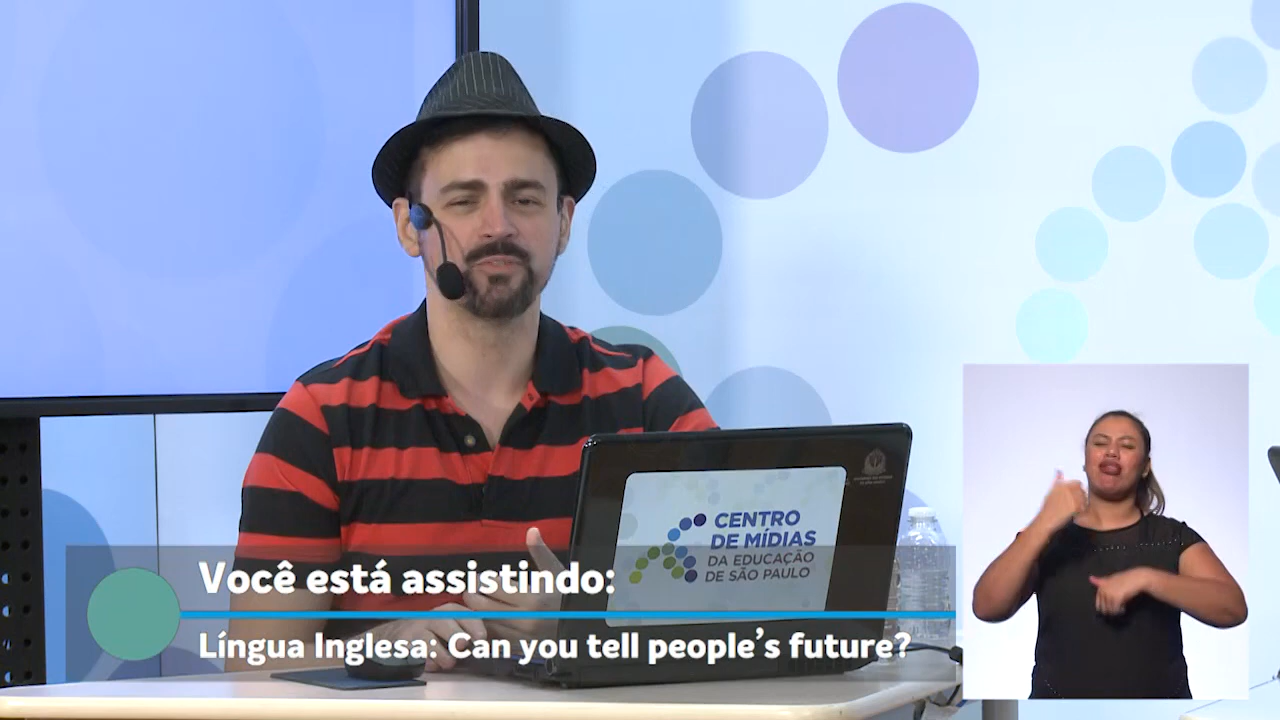 CENTRO
DE MÍDIAS
DA EDUCAÇÃO
DE SÃO PAULO
Você está assistindo:
Língua Inglesa: Can you tell people's future?